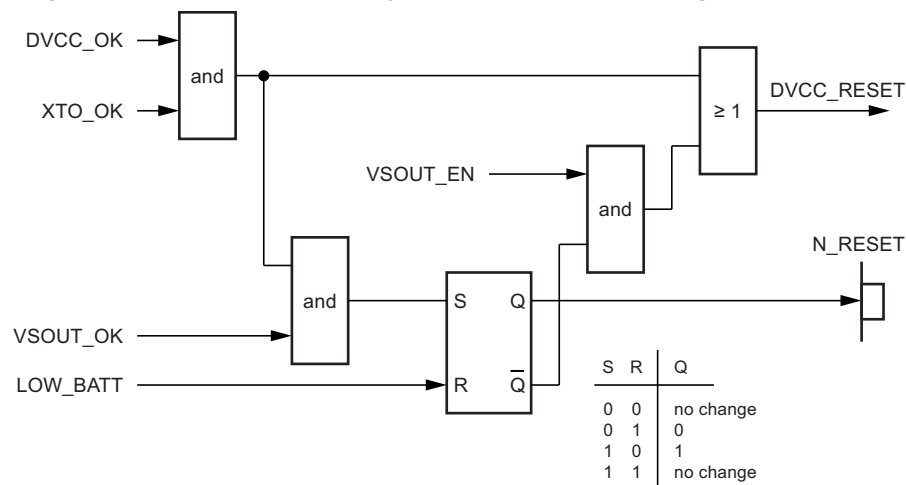 DVCC_OK
and
XTO_OK
≥ 1
DVCC_RESET
VSOUT_EN
and
N_RESET
and
VSOUT_OK
LOW_BATT
S Q
R Q̅
S R Q
0 0 no change
0 1 0
1 0 1
1 1 no change